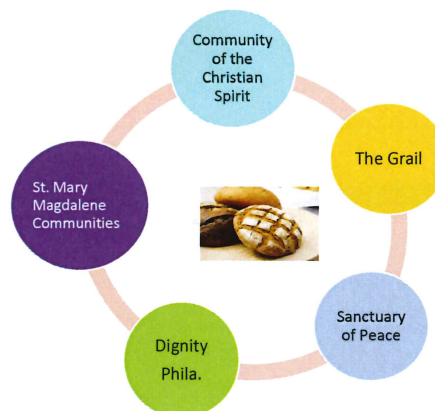 Community
of the
Christian
Spirit
The Grail
Sanctuary
of Peace
Dignity
Phila.
St. Mary
Magdalene
Communities